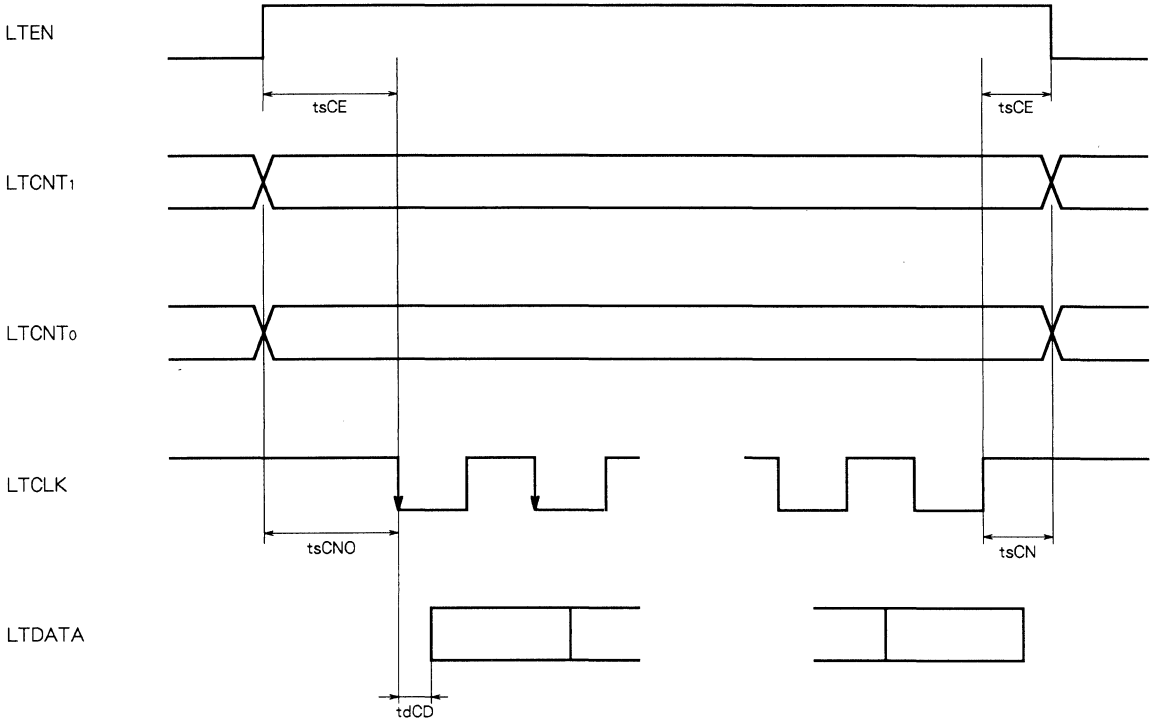 LTEN
tsCE
tsCE
LTCNT₁
LTCNT₀
LTCLK
tsCNO
tsCN
LTDATA
tdCD